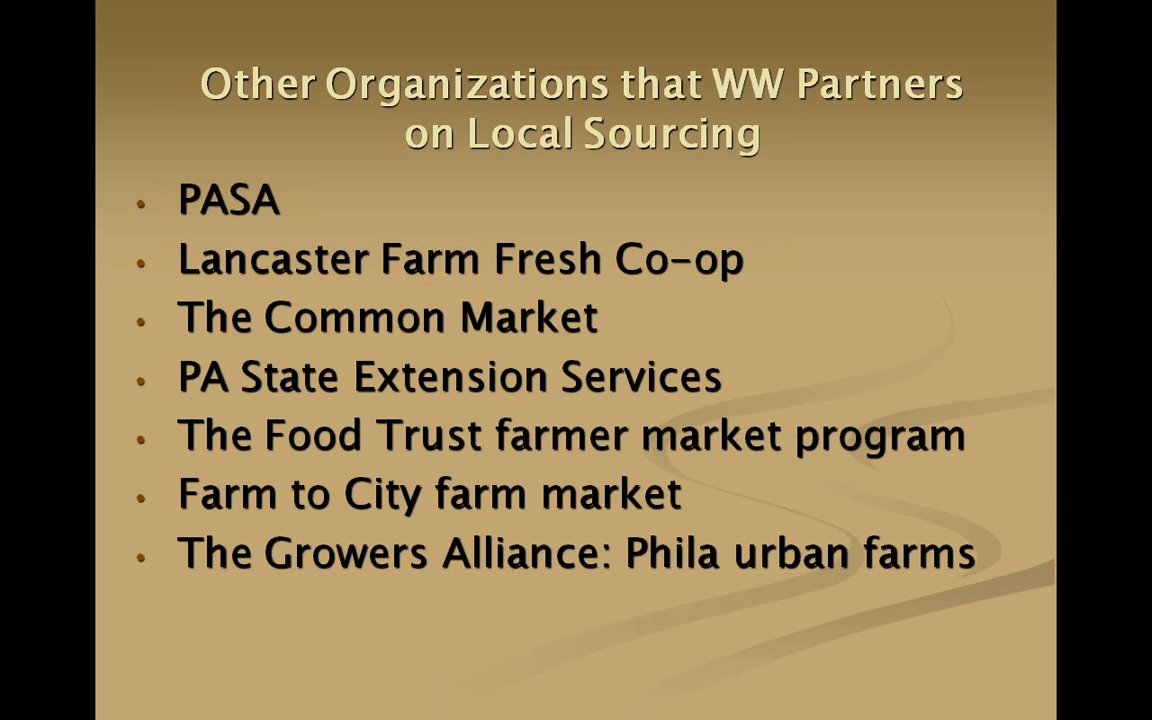 Other Organizations that WW Partners
on Local Sourcing
• PASA
• Lancaster Farm Fresh Co-op
• The Common Market
• PA State Extension Services
• The Food Trust farmer market program
• Farm to City farm market
• The Growers Alliance: Phila urban farms